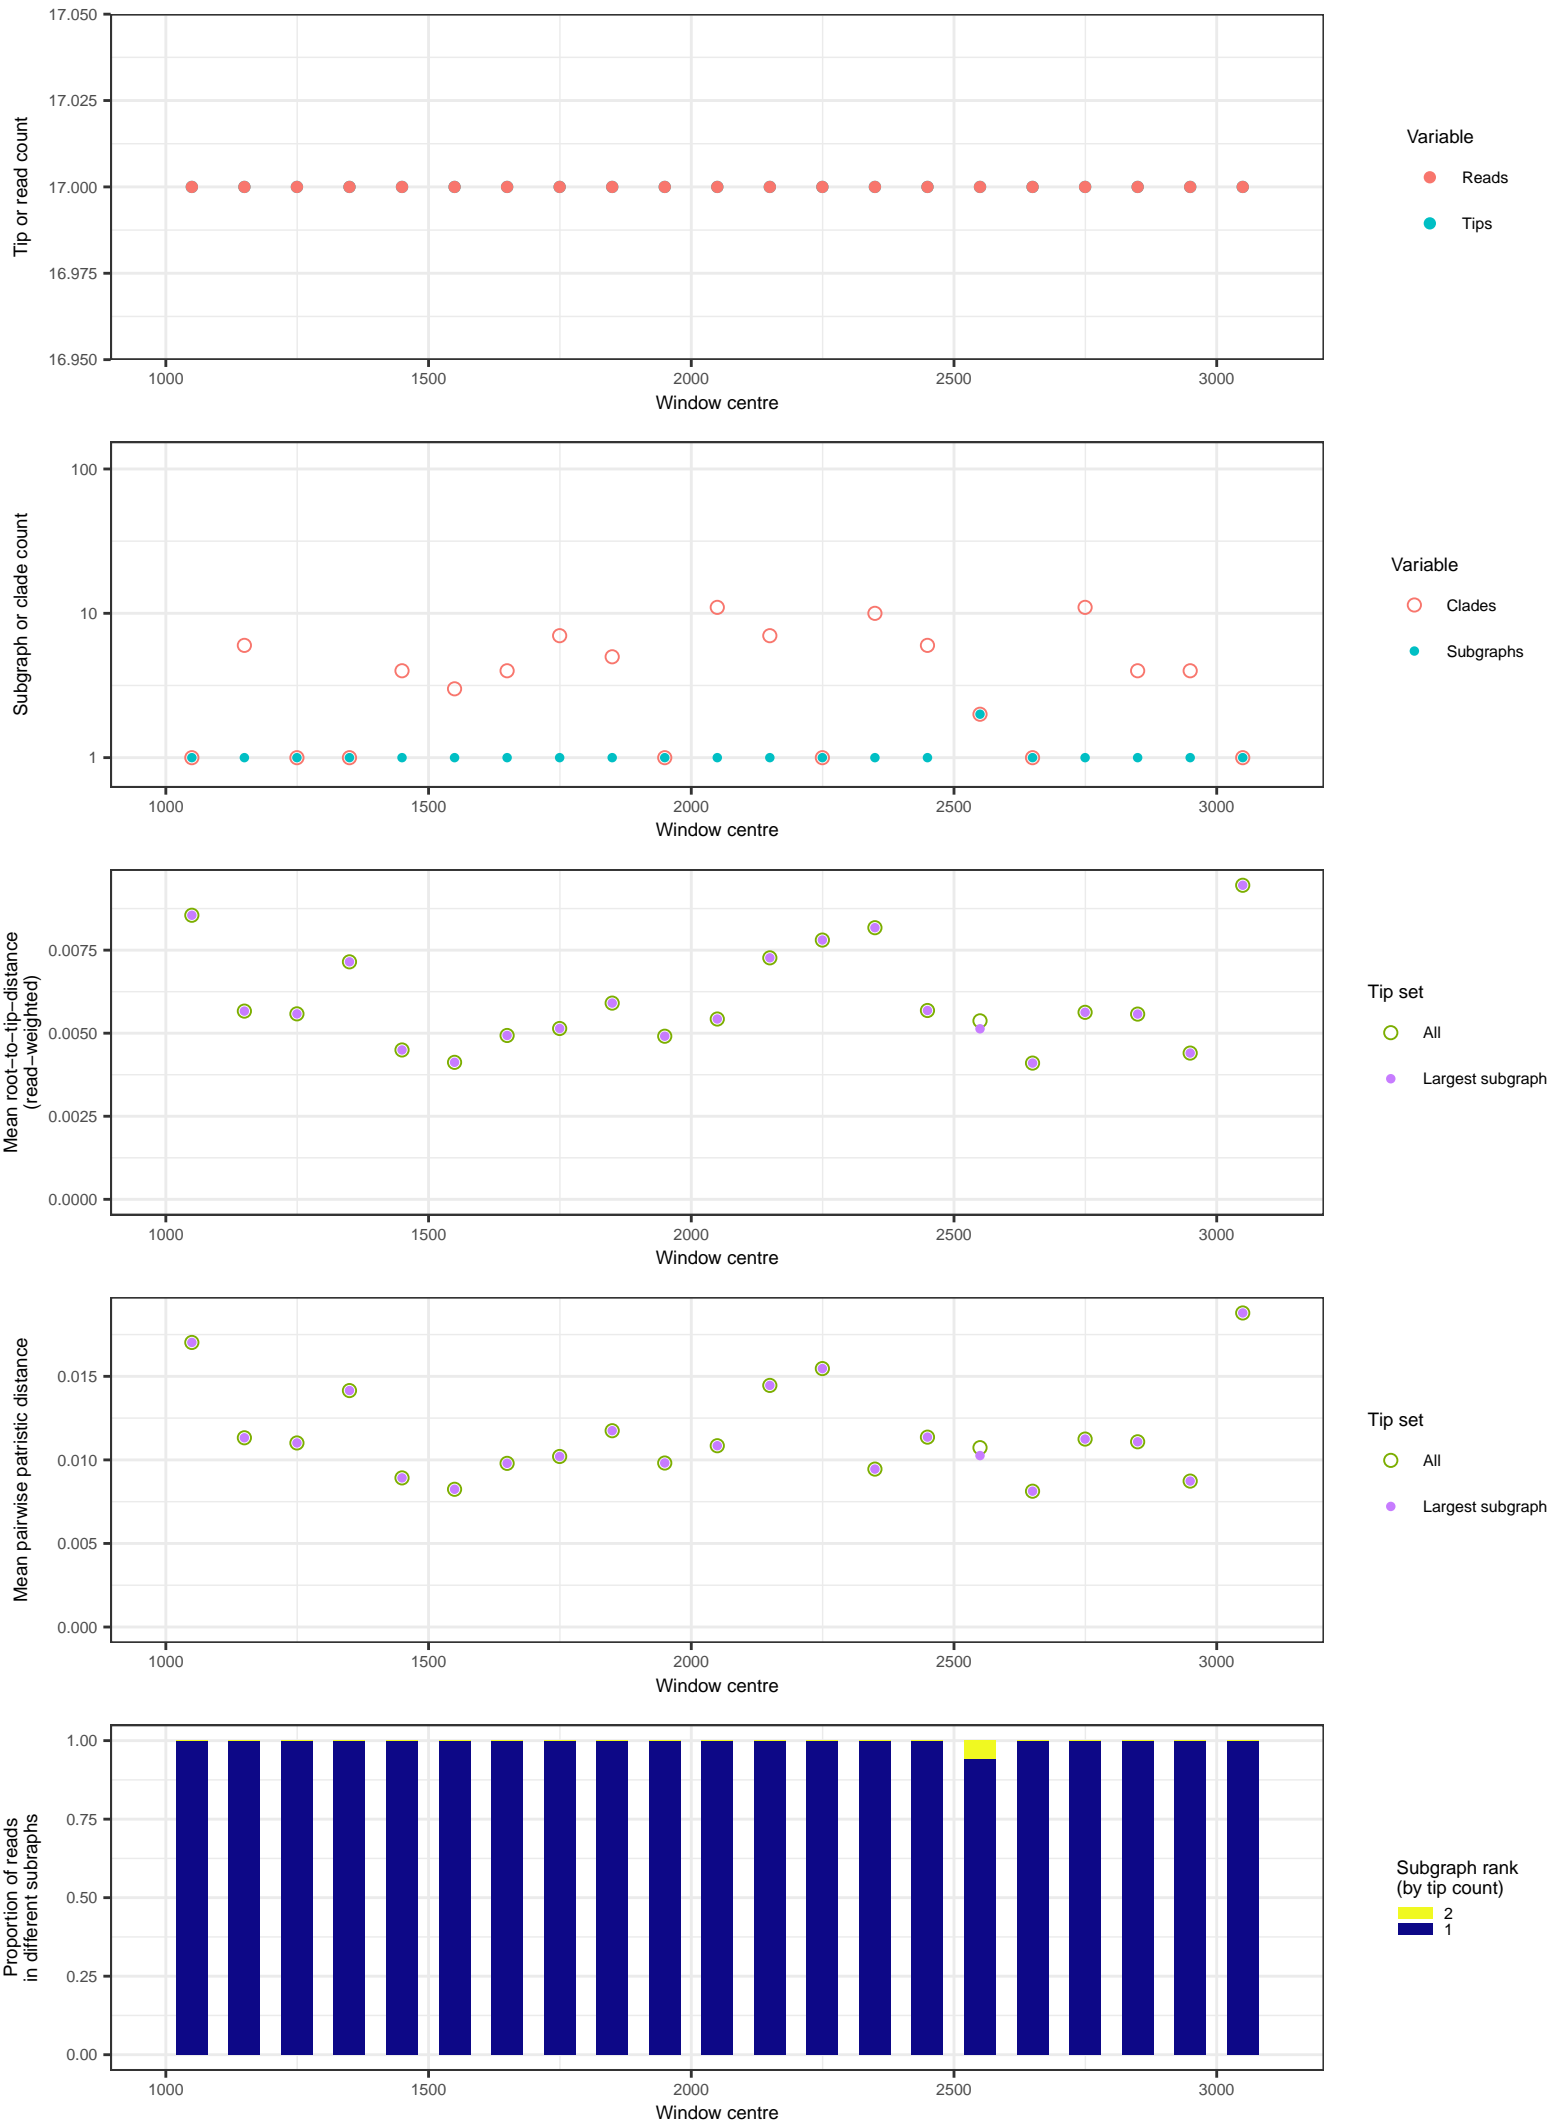 17.050
17.025
17.000
16.975
16.950
Tip or read count
1000 1500 2000 2500 3000
Window centre
Variable
Reads
Tips
100
10
1
Subgraph or clade count
1000 1500 2000 2500 3000
Window centre
Variable
Clades
Subgraphs
0.0075
0.0050
0.0025
0.0000
Mean root−to−tip−distance
(read−weighted)
1000 1500 2000 2500 3000
Window centre
Tip set
All
Largest subgraph
0.015
0.010
0.005
0.000
Mean pairwise patristic distance
1000 1500 2000 2500 3000
Window centre
Tip set
All
Largest subgraph
1.00
0.75
0.50
0.25
0.00
Proportion of reads
in different subraphs
1000 1500 2000 2500 3000
Window centre
Subgraph rank
(by tip count)
2
1